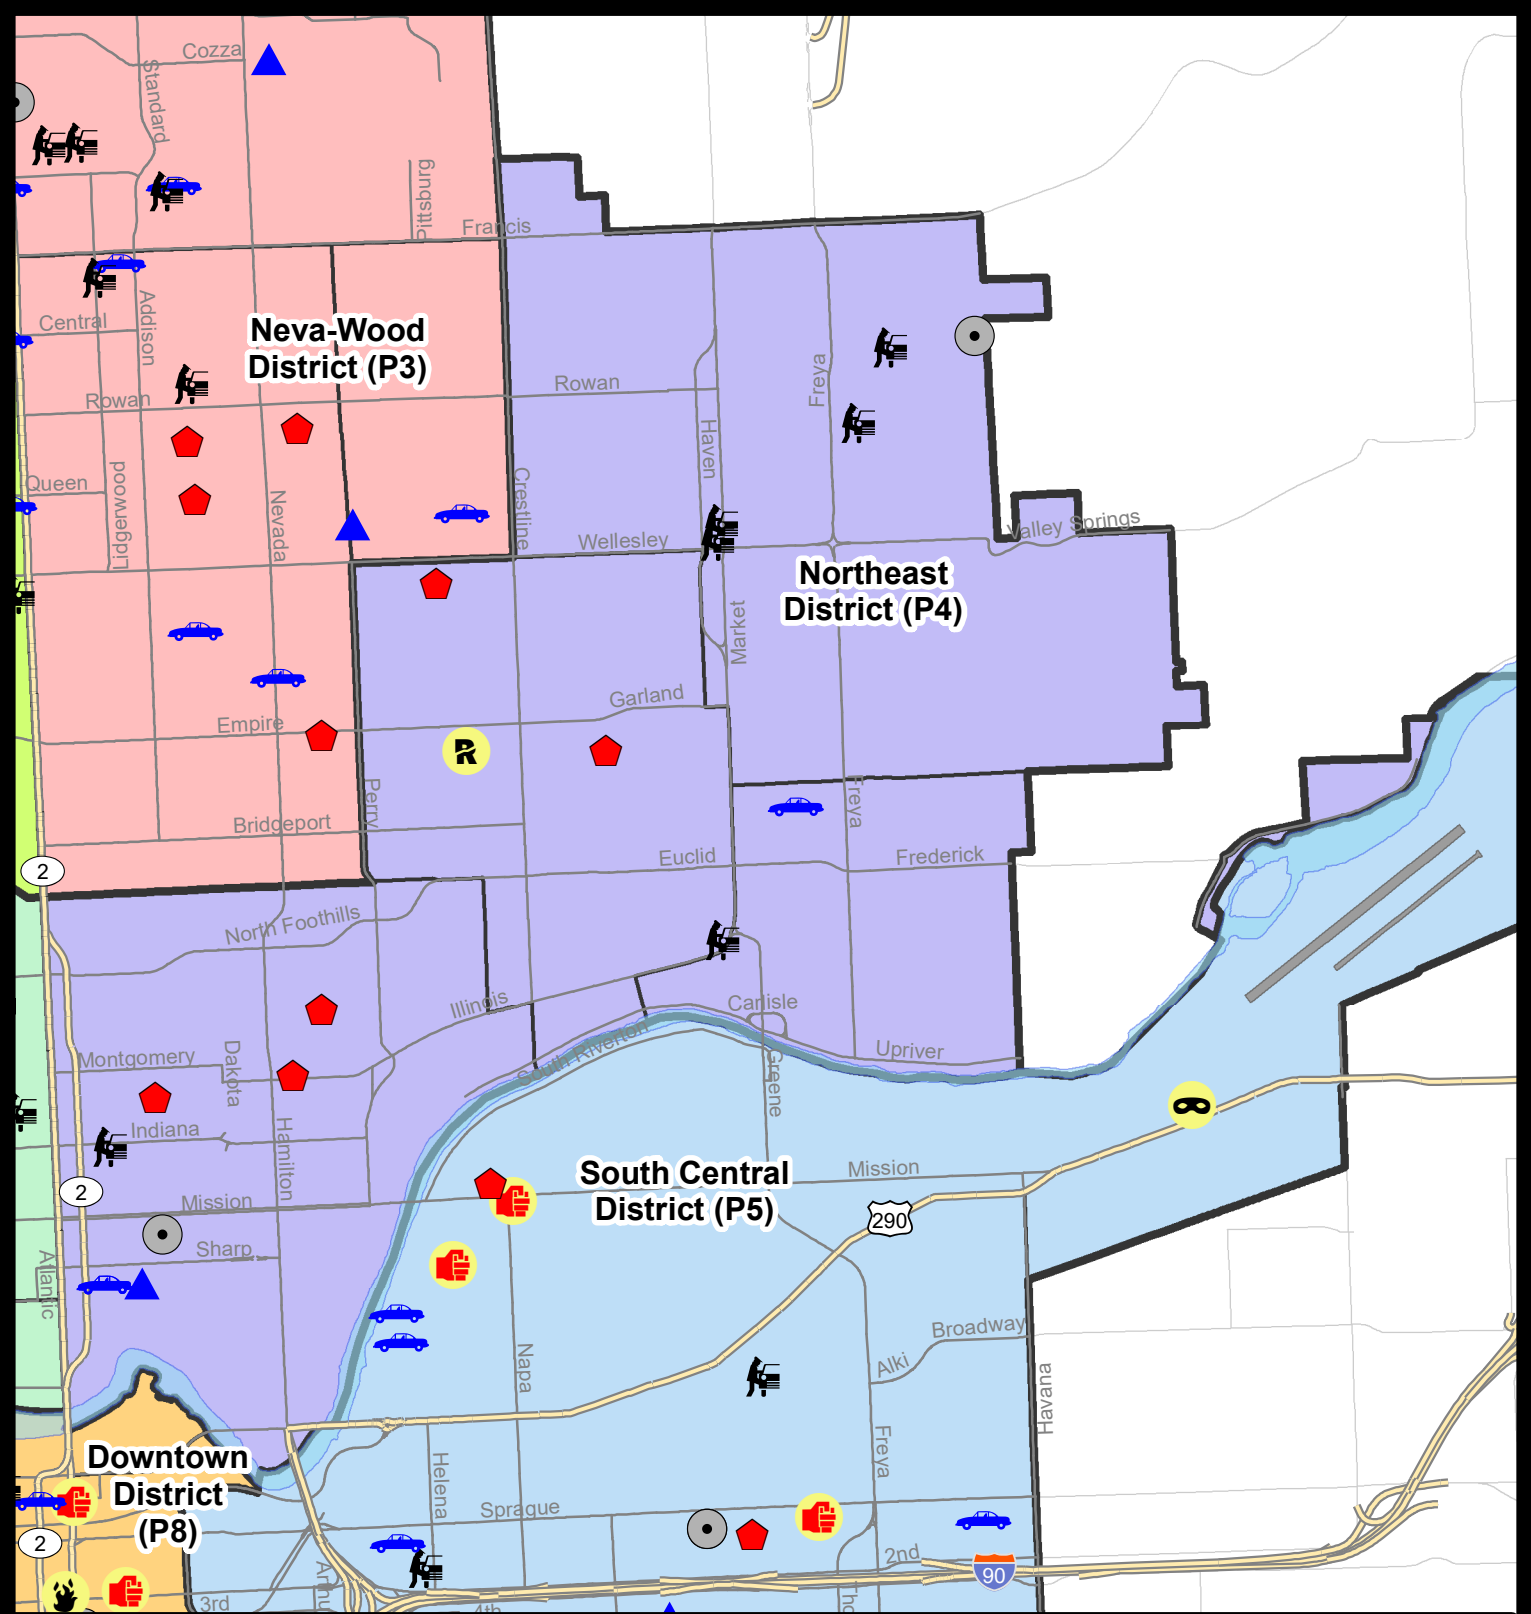 Cozza
Standard
Pittsburg
Francis
Addison
Central
Neva-Wood
District (P3)
Rowan
Rowan
Freya
Haven
Queen
Lidgerwood
Nevada
Crestline
Wellesley
Valley Springs
Northeast
District (P4)
Market
Garland
Empire
Perry
Freya
Bridgeport
Euclid
Frederick
2
North Foothills
Illinois
Carlisle
South Riverton
Upriver
Greene
Montgomery
Dakota
Indiana
Hamilton
Mission
2
Mission
South Central
District (P5)
290
Sharp
Atlantic
Napa
Broadway
Alki
Havana
Freya
Helena
Downtown
District
(P8)
Sprague
2
2nd
90
3rd
4th
R